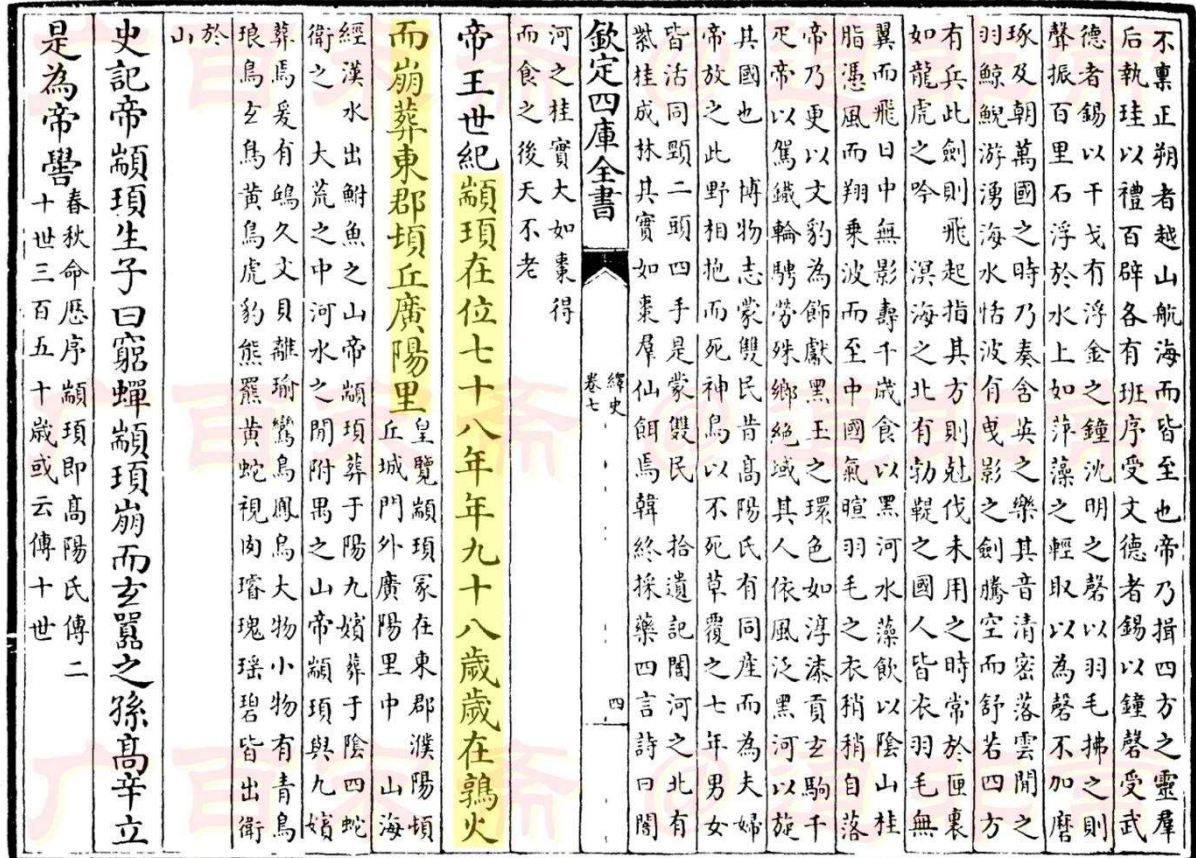 不禀正朔者越山航海而皆至也帝乃揖四方之靈羣
后執珪以禮百辟各有班序受文德者錫以鐘磬受武
德者錫以干戈有浮金之鐘沈明之磬以羽毛拂之則
聲振百里石浮於水上如萍藻之輕取以為磬不加磨
琢及朝萬國之時乃奏含英之樂其音清密落雲閒之
羽鯨鯢游湧海水恬波有曵影之劍騰空而舒若四方
有兵此劍則飛起指其方則尅伐未用之時常於匣裏
如龍虎之吟　溟海之北有勃鞮之國人皆衣羽毛無
翼而飛日中無影壽千歲食以黑河水藻飲以陰山桂
脂憑風而翔乗波而至中國氣暄羽毛之衣稍稍自落
帝乃更以文豹為飾獻黑玉之環色如淳漆貢玄駒千
疋帝以駕鐵輪騁勞殊鄉絶域其人依風泛黑河以旋
其國也　博物志蒙雙民昔高陽氏有同產而為夫婦
帝放之此野相抱而死神鳥以不死草覆之七年男女
皆活同頸二頭四手是蒙雙民　拾遺記闇河之北有
紫桂成林其實如棗羣仙餌焉韓終採藥四言詩曰闇
欽定四庫全書
繹史
卷七
四
河之桂實大如棗得
而食之後天不老
帝王世紀顓頊在位七十八年年九十八歲歲在鶉火
而崩葬東郡頓丘廣陽里
皇覽顓頊冢在東郡濮陽頓
丘城門外廣陽里中　山海
經漢水出鮒魚之山帝顓頊葬于陽九嬪葬于陰四蛇
衛之　大荒之中河水之閒附禺之山帝顓頊與九嬪
葬焉爰有鴟久文貝離瑜鸞鳥鳳鳥大物小物有青鳥
琅鳥玄鳥黃鳥虎豹熊羆黃蛇視肉璿瑰瑶碧皆出衛
於
山
史記帝顓頊生子曰窮蟬顓頊崩而玄囂之孫高辛立
是為帝嚳
春秋命歷序顓頊即高陽氏傳二
十世三百五十歲或云傳十世
广百宋斋